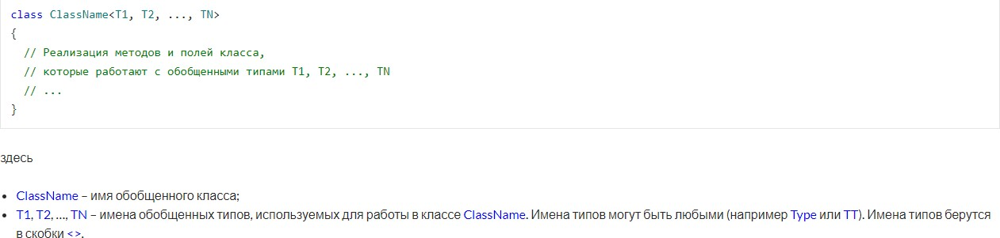 class ClassName<T1, T2, ..., TN>
{
  // Реализация методов и полей класса,
  // которые работают с обобщенными типами T1, T2, ..., TN
  // ...
}
здесь
• ClassName – имя обобщенного класса;
• T1, T2, …, TN – имена обобщенных типов, используемых для работы в классе ClassName. Имена типов могут быть любыми (например Type или TT). Имена типов берутся
в скобки <>.